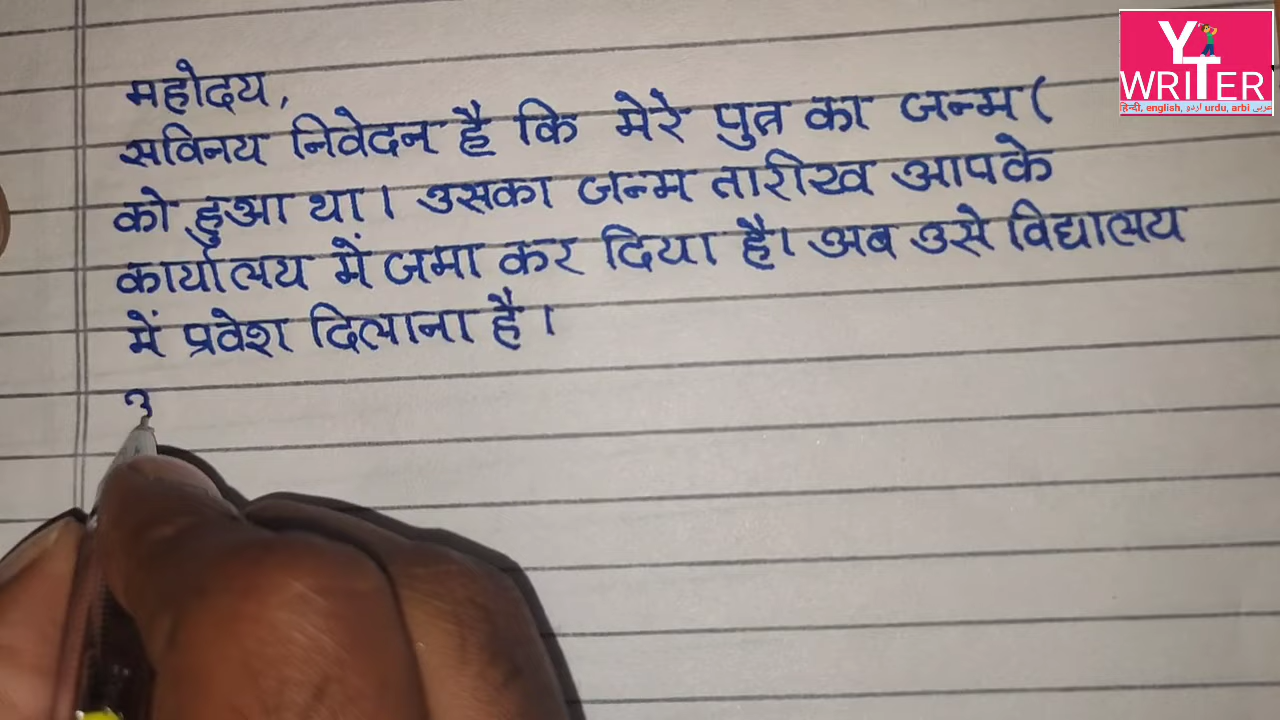 महोदय,
सविनय निवेदन है कि मेरे पुत्र का जन्म (
को हुआ था। उसका जन्म तारीख आपके
कार्यालय में जमा कर दिया है। अब उसे विद्यालय
में प्रवेश दिलाना है।
YT
WRITER
हिन्दी, english, اردو urdu, arbi عربی